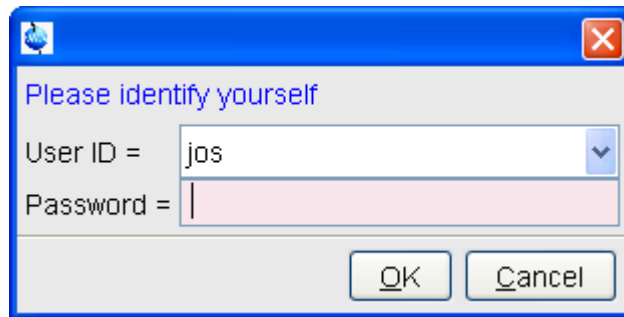 Please identify yourself
User ID = jos
Password =
OK Cancel